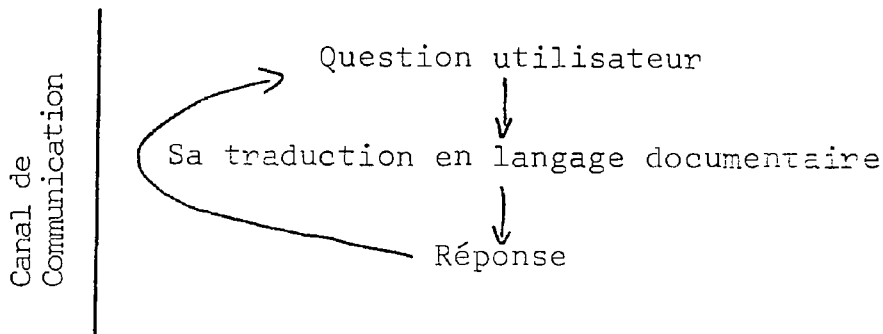 Canal de
Communication
Question utilisateur
Sa traduction en langage documentaire
Réponse